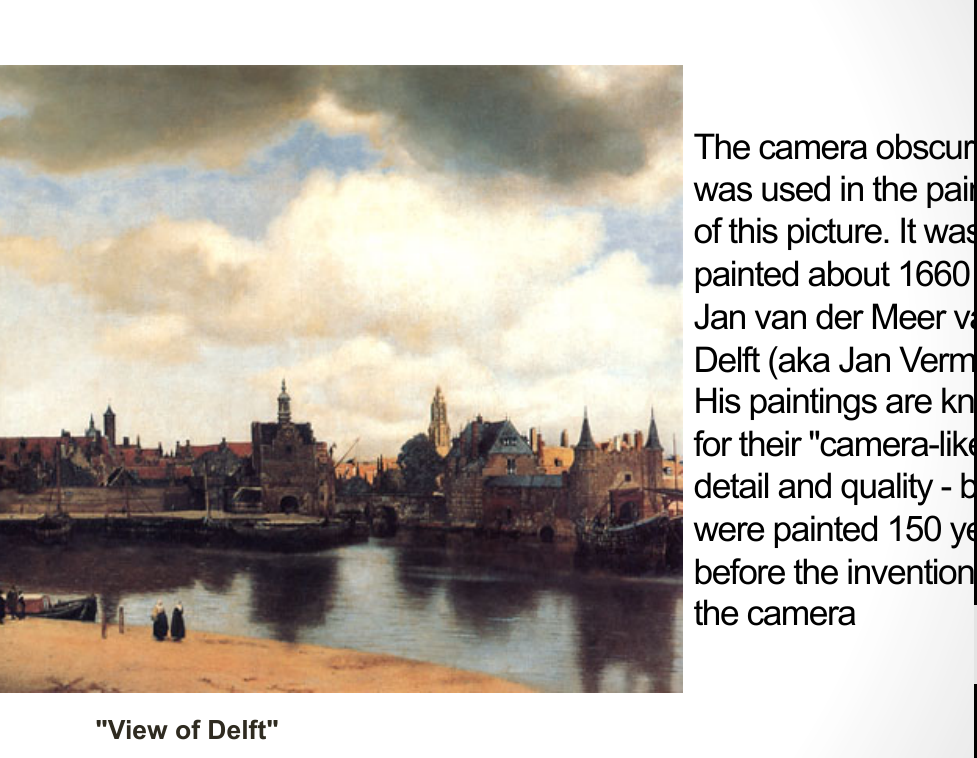 The camera obscur
was used in the pain
of this picture. It was
painted about 1660
Jan van der Meer va
Delft (aka Jan Verm
His paintings are kn
for their "camera-like
detail and quality - b
were painted 150 ye
before the invention
the camera
"View of Delft"